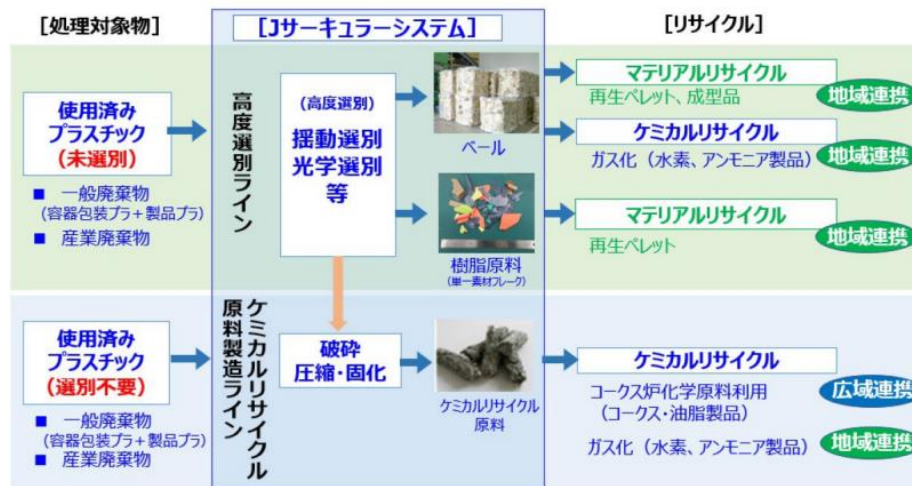 [処理対象物]
[Jサーキュラーシステム]
[リサイクル]
使用済み
プラスチック
(未選別)
■ 一般廃棄物
(容器包装プラ+製品プラ)
■ 産業廃棄物
高度選別ライン
(高度選別)
揺動選別
光学選別
等
ベール
樹脂原料
(単一素材フレーク)
マテリアルリサイクル
再生ペレット、成型品
地域連携
ケミカルリサイクル
ガス化(水素、アンモニア製品)
地域連携
マテリアルリサイクル
再生ペレット
地域連携
使用済み
プラスチック
(選別不要)
■ 一般廃棄物
(容器包装プラ+製品プラ)
■ 産業廃棄物
ケミカルリサイクル
原料製造ライン
破砕
圧縮・固化
ケミカルリサイクル
原料
ケミカルリサイクル
コークス炉化学原料利用
(コークス・油脂製品)
広域連携
ガス化(水素、アンモニア製品)
地域連携